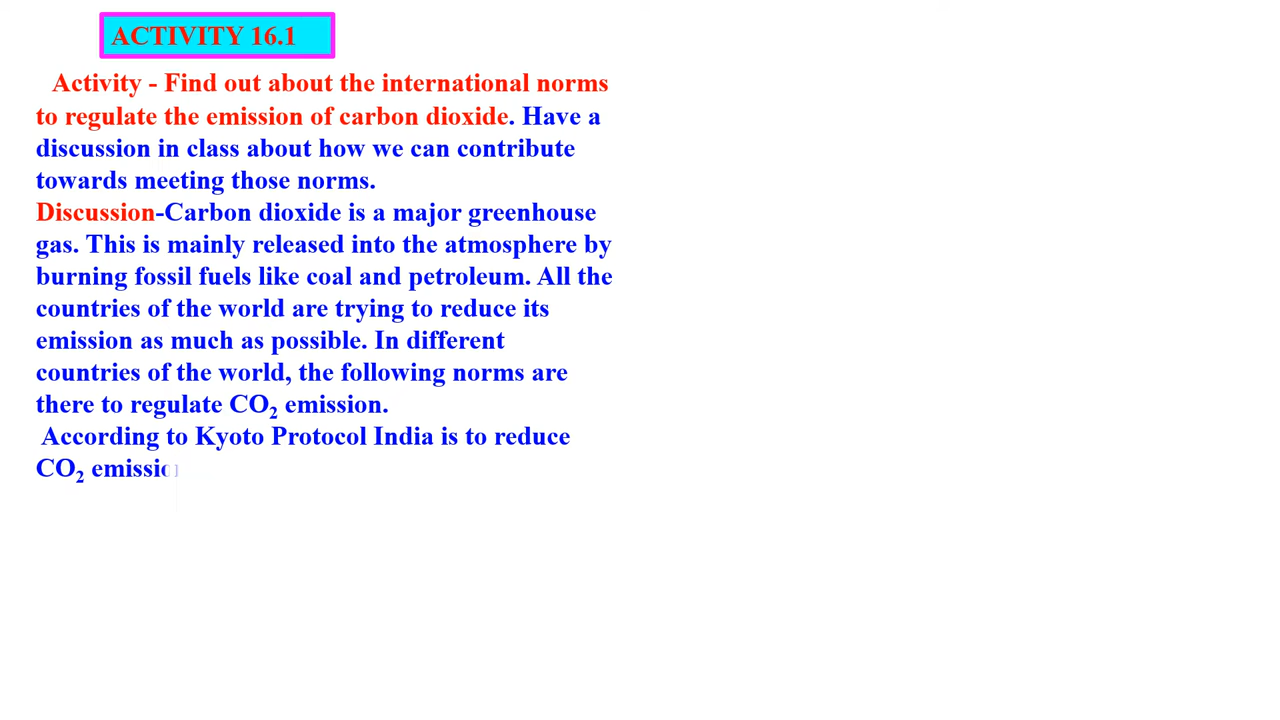 ACTIVITY 16.1
Activity - Find out about the international norms
to regulate the emission of carbon dioxide. Have a
discussion in class about how we can contribute
towards meeting those norms.
Discussion-Carbon dioxide is a major greenhouse
gas. This is mainly released into the atmosphere by
burning fossil fuels like coal and petroleum. All the
countries of the world are trying to reduce its
emission as much as possible. In different
countries of the world, the following norms are
there to regulate CO₂ emission.
According to Kyoto Protocol India is to reduce
CO₂ emission